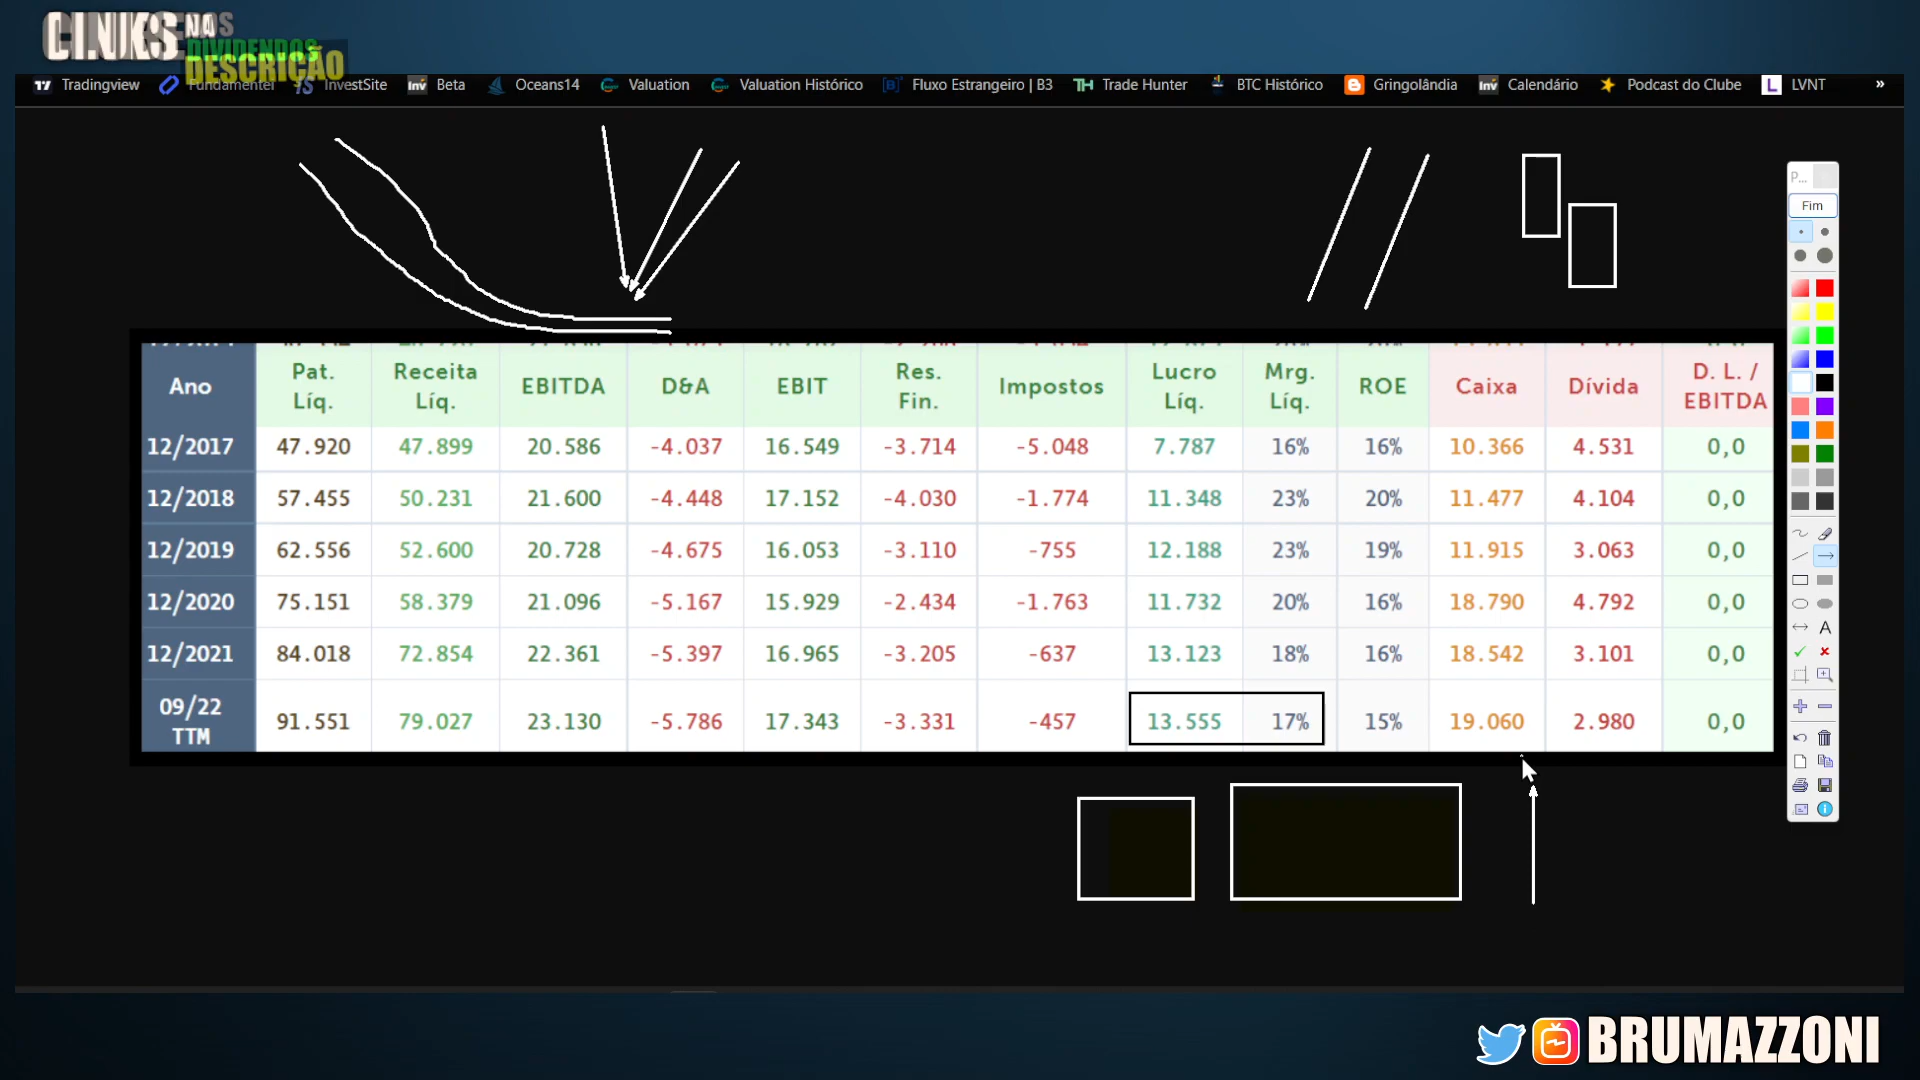 NA
DIVIDENDOS
DESCRIÇÃO
Tradingview Fundamentei InvestSite Beta Oceans14 Valuation Valuation Histórico Fluxo Estrangeiro | B3 Trade Hunter BTC Histórico Gringolândia Calendário Podcast do Clube LVNT »
P...
Fim
Ano Pat. Líq. Receita Líq. EBITDA D&A EBIT Res. Fin. Impostos Lucro Líq. Mrg. Líq. ROE Caixa Dívida D. L. / EBITDA
12/2017 47.920 47.899 20.586 -4.037 16.549 -3.714 -5.048 7.787 16% 16% 10.366 4.531 0,0
12/2018 57.455 50.231 21.600 -4.448 17.152 -4.030 -1.774 11.348 23% 20% 11.477 4.104 0,0
12/2019 62.556 52.600 20.728 -4.675 16.053 -3.110 -755 12.188 23% 19% 11.915 3.063 0,0
12/2020 75.151 58.379 21.096 -5.167 15.929 -2.434 -1.763 11.732 20% 16% 18.790 4.792 0,0
12/2021 84.018 72.854 22.361 -5.397 16.965 -3.205 -637 13.123 18% 16% 18.542 3.101 0,0
09/22 TTM 91.551 79.027 23.130 -5.786 17.343 -3.331 -457 13.555 17% 15% 19.060 2.980 0,0
BRUMAZZONI